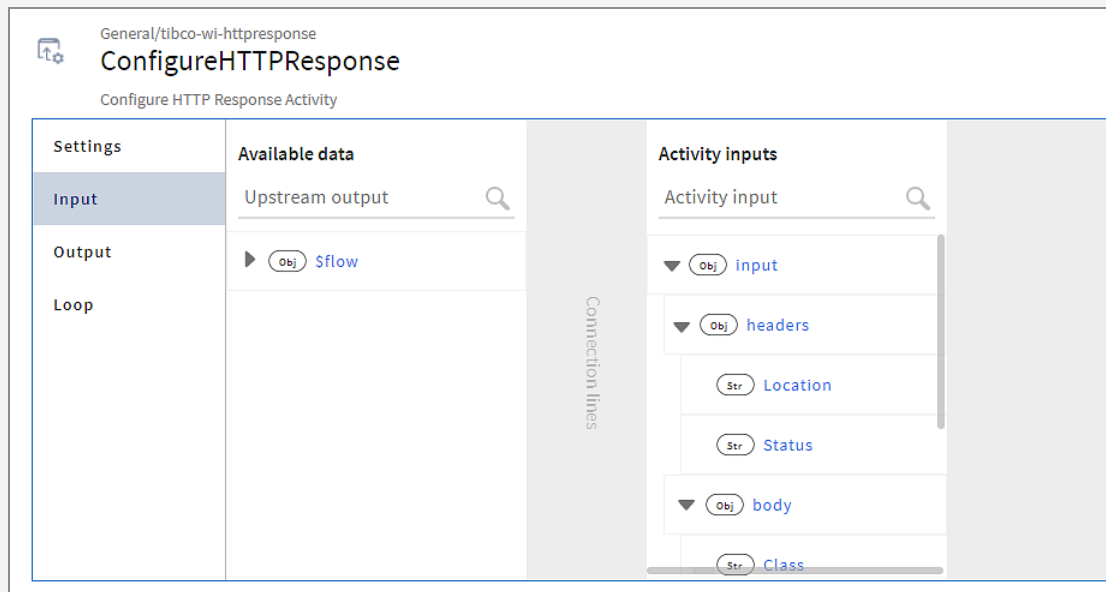 General/tibco-wi-httpresponse
ConfigureHTTPResponse
Configure HTTP Response Activity
Settings
Input
Output
Loop
Available data
Upstream output
Obj $flow
Connection lines
Activity inputs
Activity input
Obj input
Obj headers
Str Location
Str Status
Obj body
Str Class